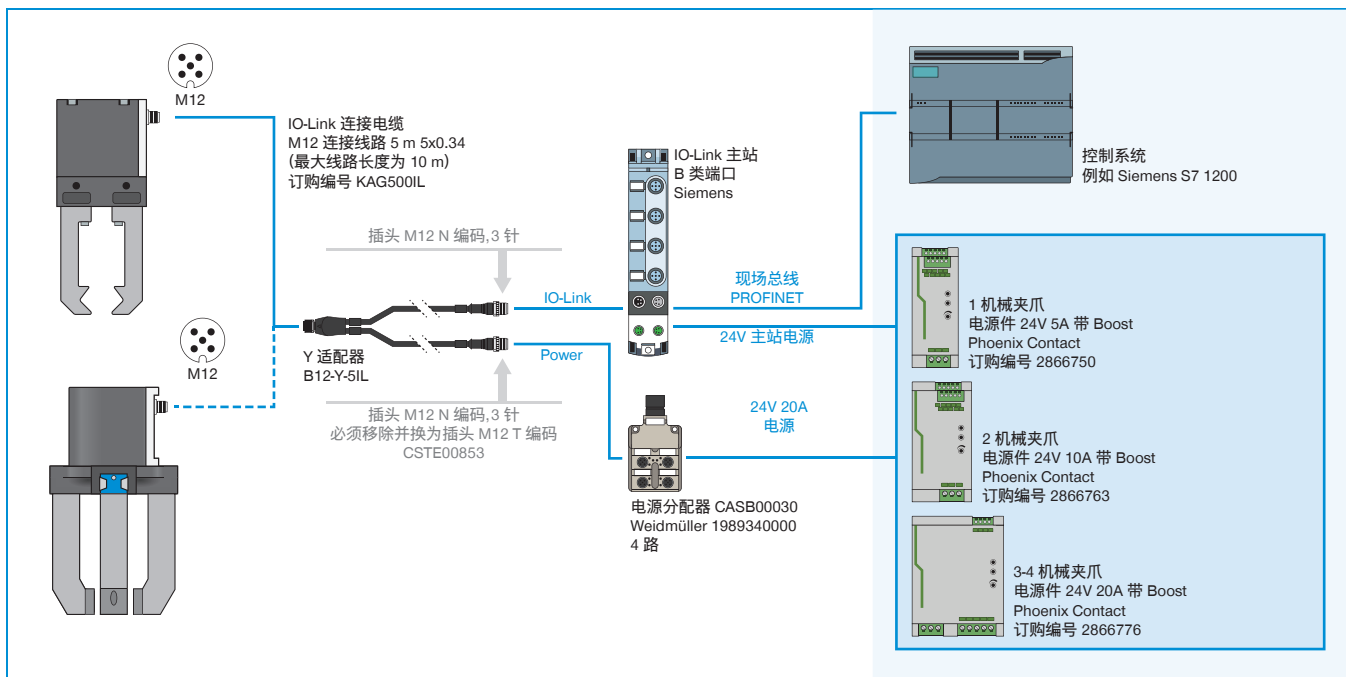 M12
IO-Link 连接电缆
M12 连接线路 5 m 5x0.34
(最大线路长度为 10 m)
订购编号 KAG500IL
插头 M12 N 编码,3 针
IO-Link
Power
M12
Y 适配器
B12-Y-5IL
插头 M12 N 编码,3 针
必须移除并换为插头 M12 T 编码
CSTE00853
IO-Link 主站
B 类端口
Siemens
现场总线
PROFINET
24V 主站电源
24V 20A
电源
电源分配器 CASB00030
Weidmüller 1989340000
4 路
控制系统
例如 Siemens S7 1200
1 机械夹爪
电源件 24V 5A 带 Boost
Phoenix Contact
订购编号 2866750
2 机械夹爪
电源件 24V 10A 带 Boost
Phoenix Contact
订购编号 2866763
3-4 机械夹爪
电源件 24V 20A 带 Boost
Phoenix Contact
订购编号 2866776